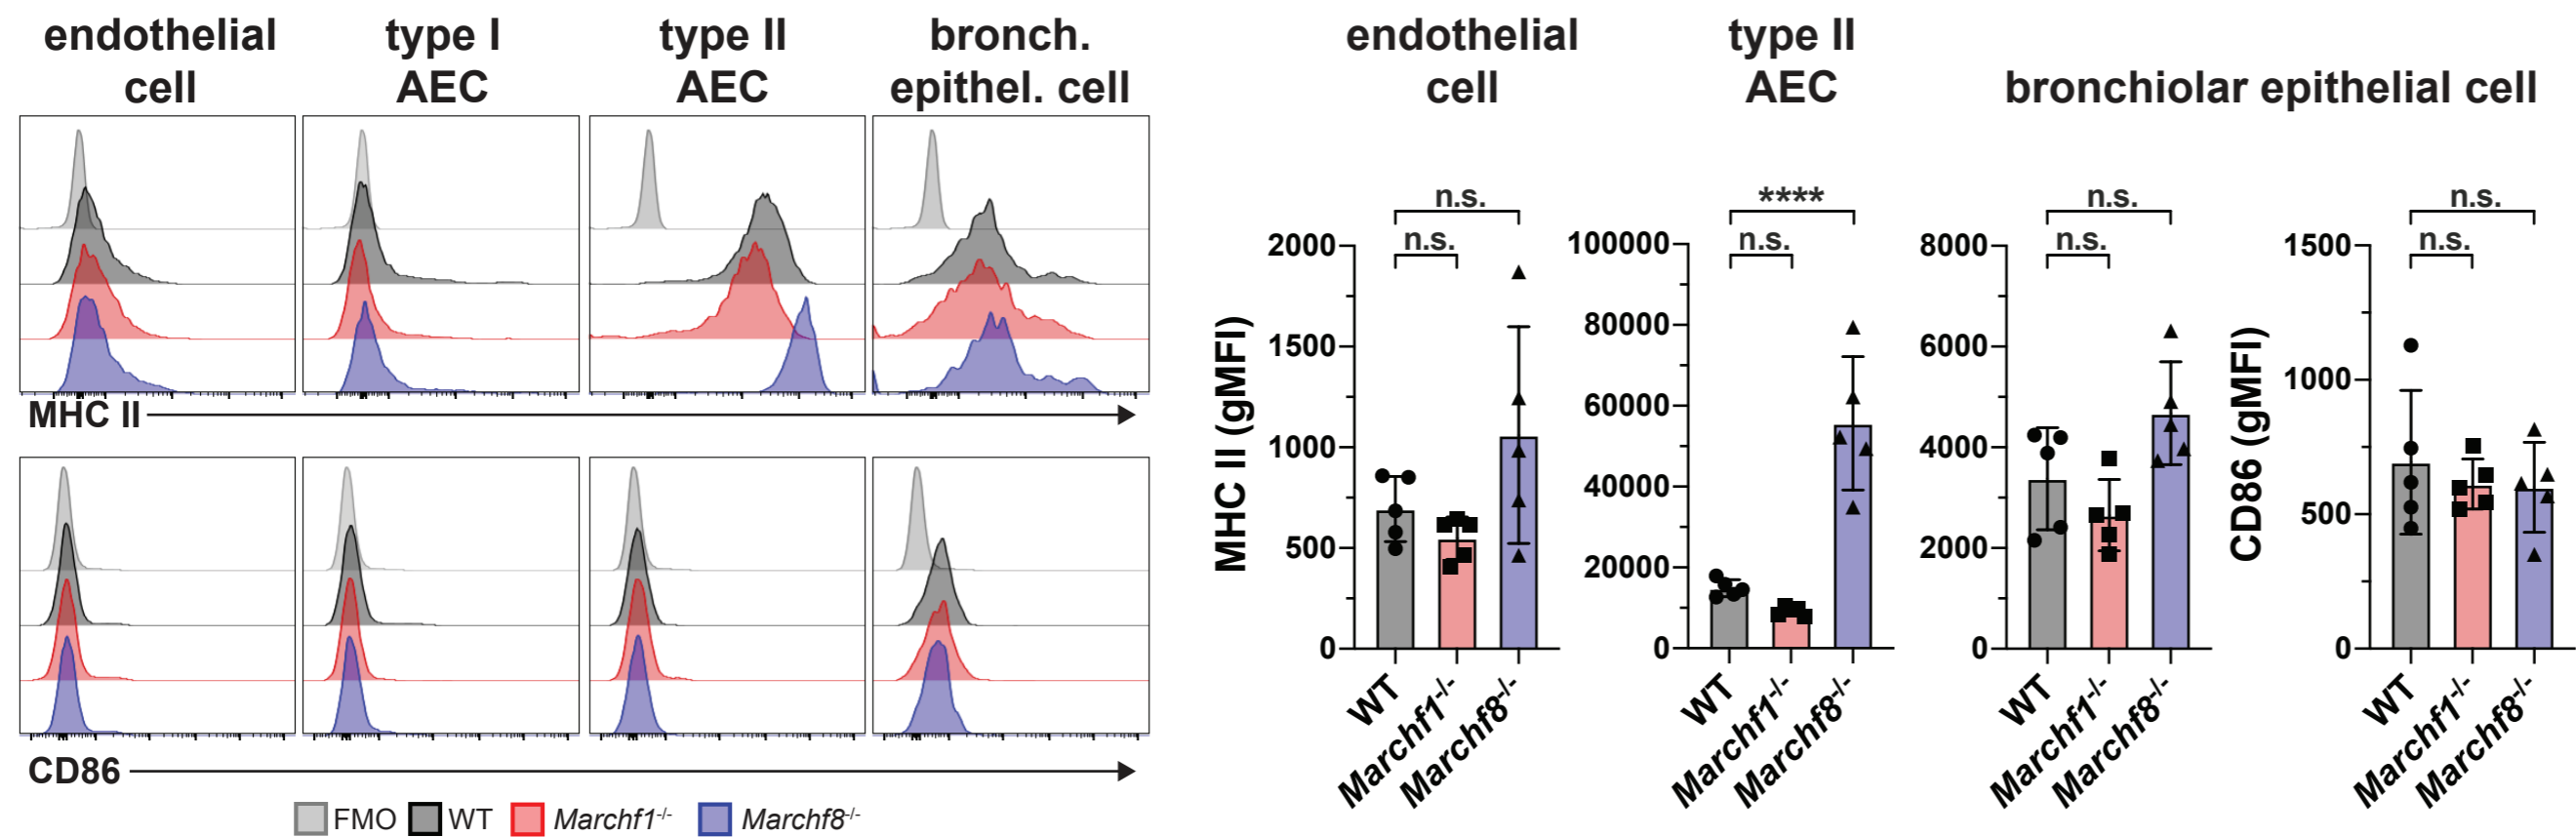 endothelial
cell
type I
AEC
type II
AEC
bronch.
epithel. cell
MHC II
CD86
FMO
WT
Marchf1-/-
Marchf8-/-
endothelial
cell
type II
AEC
bronchiolar epithelial cell
MHC II (gMFI)
2000
1500
1000
500
0
n.s.
n.s.
WT
Marchf1-/-
Marchf8-/-
100000
80000
60000
40000
20000
0
****
n.s.
WT
Marchf1-/-
Marchf8-/-
8000
6000
4000
2000
0
n.s.
n.s.
WT
Marchf1-/-
Marchf8-/-
CD86 (gMFI)
1500
1000
500
0
n.s.
n.s.
WT
Marchf1-/-
Marchf8-/-